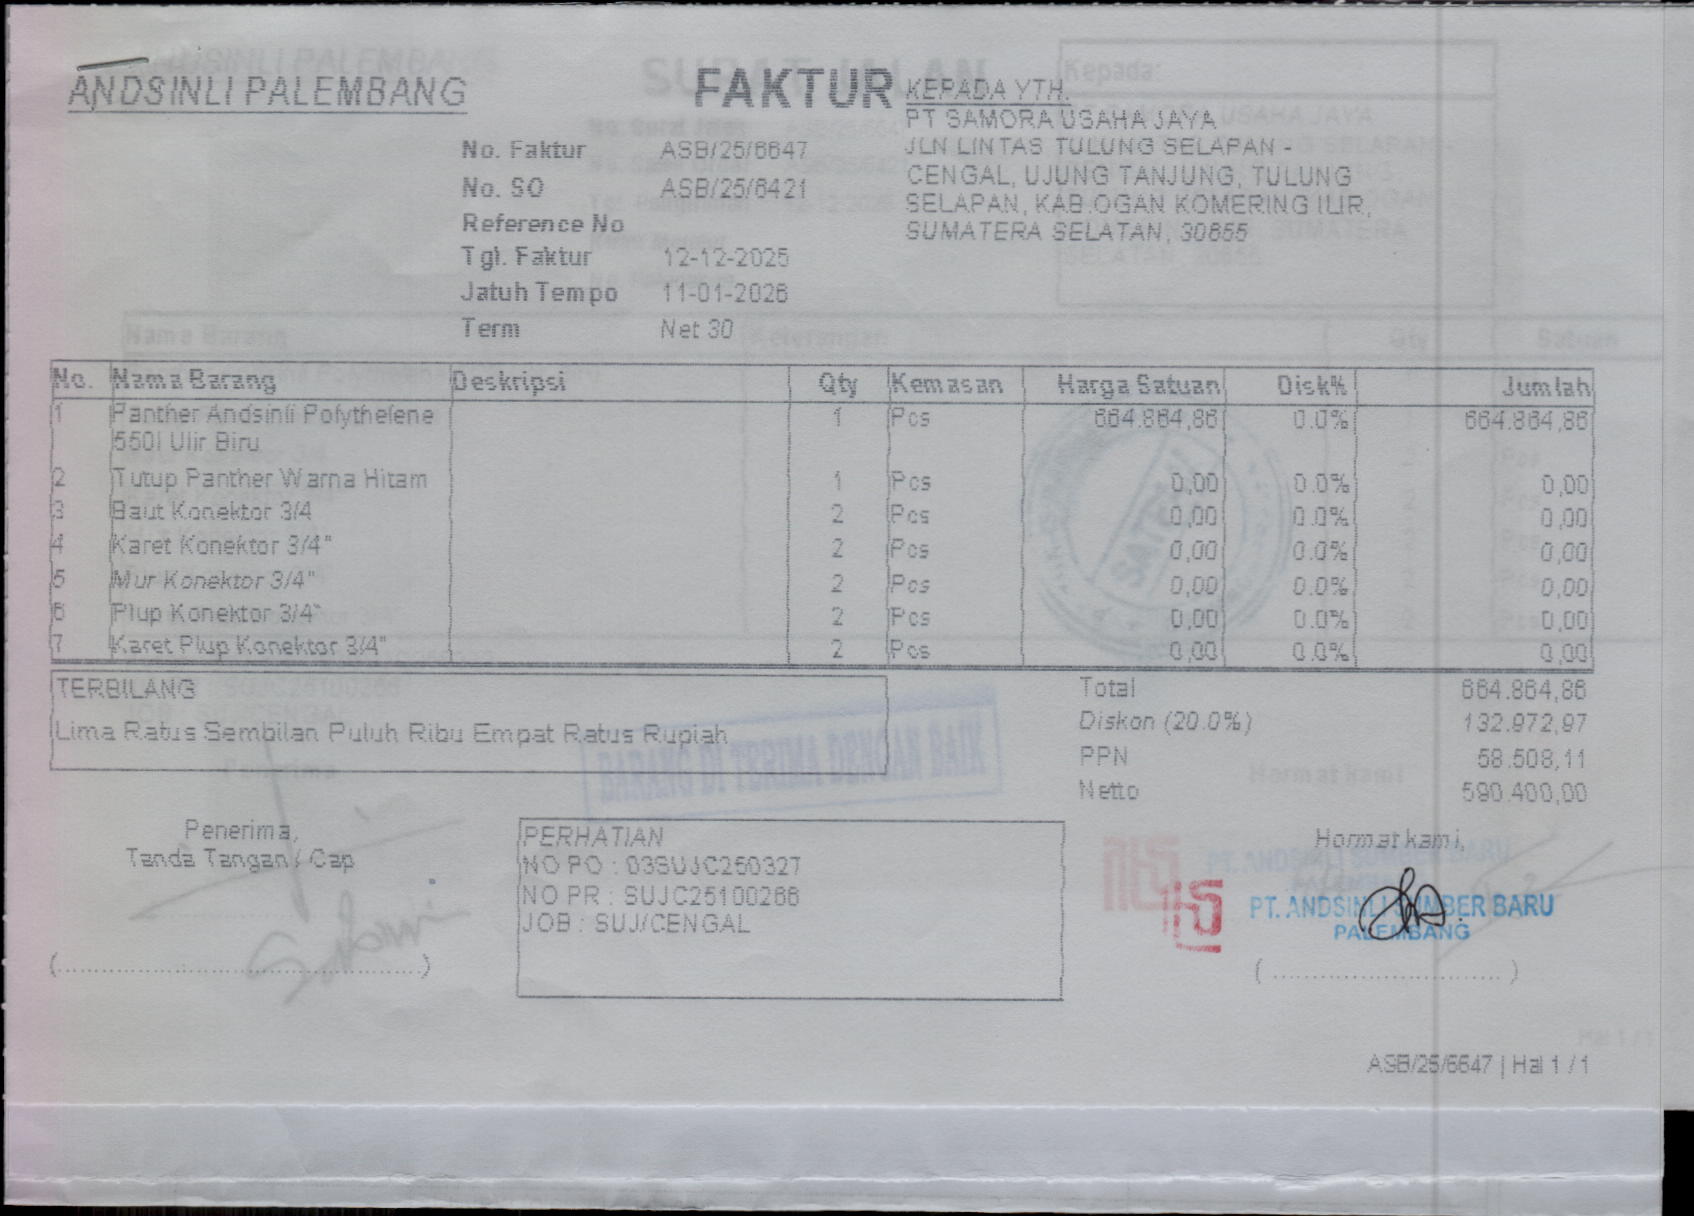 ANDSINLI PALEMBANG
FAKTUR
KEPADA YTH.
PT SAMORA USAHA JAYA
JLN LINTAS TULUNG SELAPAN -
CENGAL, UJUNG TANJUNG, TULUNG
SELAPAN, KAB.OGAN KOMERING ILIR,
SUMATERA SELATAN, 30655
No. Faktur ASB/25/6647
No. SO ASB/25/6421
Reference No
Tgl. Faktur 12-12-2025
Jatuh Tempo 11-01-2026
Term Net 30
No. Nama Barang Deskripsi Qty Kemasan Harga Satuan Disk% Jumlah
1 Panther Andsinli Polythelene 1 Pcs 664.864,86 0.0% 664.864,86
550l Ulir Biru
2 Tutup Panther Warna Hitam 1 Pcs 0,00 0.0% 0,00
3 Baut Konektor 3/4 2 Pcs 0,00 0.0% 0,00
4 Karet Konektor 3/4" 2 Pcs 0,00 0.0% 0,00
5 Mur Konektor 3/4" 2 Pcs 0,00 0.0% 0,00
6 Plup Konektor 3/4" 2 Pcs 0,00 0.0% 0,00
7 Karet Plup Konektor 3/4" 2 Pcs 0,00 0.0% 0,00
TERBILANG
Lima Ratus Sembilan Puluh Ribu Empat Ratus Rupiah
Total 664.864,86
Diskon (20.0%) 132.972,97
PPN 58.508,11
Netto 590.400,00
BARANG DI TERIMA DENGAN BAIK
Penerima,
Tanda Tangan / Cap
PERHATIAN
NO PO : 03SUJC250327
NO PR : SUJC25100266
JOB : SUJ/CENGAL
Hormat kami,
PT. ANDSINLI SUMBER BARU
PALEMBANG
(..............................................)
( ............................. )
ASB/25/6647 | Hal 1 / 1